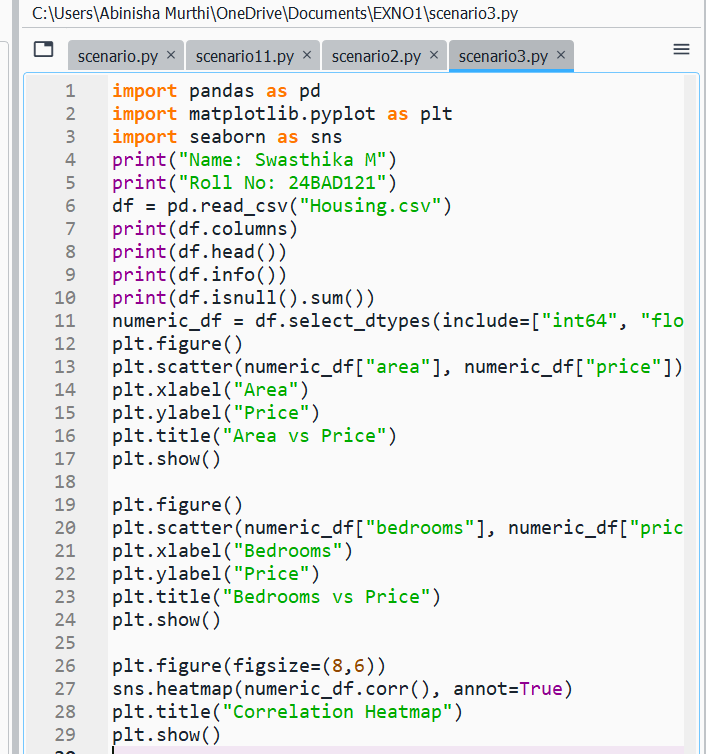 C:\Users\Abinisha Murthi\OneDrive\Documents\EXNO1\scenario3.py
scenario.py × scenario11.py × scenario2.py × scenario3.py ×
1 import pandas as pd
2 import matplotlib.pyplot as plt
3 import seaborn as sns
4 print("Name: Swasthika M")
5 print("Roll No: 24BAD121")
6 df = pd.read_csv("Housing.csv")
7 print(df.columns)
8 print(df.head())
9 print(df.info())
10 print(df.isnull().sum())
11 numeric_df = df.select_dtypes(include=["int64", "flo
12 plt.figure()
13 plt.scatter(numeric_df["area"], numeric_df["price"])
14 plt.xlabel("Area")
15 plt.ylabel("Price")
16 plt.title("Area vs Price")
17 plt.show()
18
19 plt.figure()
20 plt.scatter(numeric_df["bedrooms"], numeric_df["pric
21 plt.xlabel("Bedrooms")
22 plt.ylabel("Price")
23 plt.title("Bedrooms vs Price")
24 plt.show()
25
26 plt.figure(figsize=(8,6))
27 sns.heatmap(numeric_df.corr(), annot=True)
28 plt.title("Correlation Heatmap")
29 plt.show()